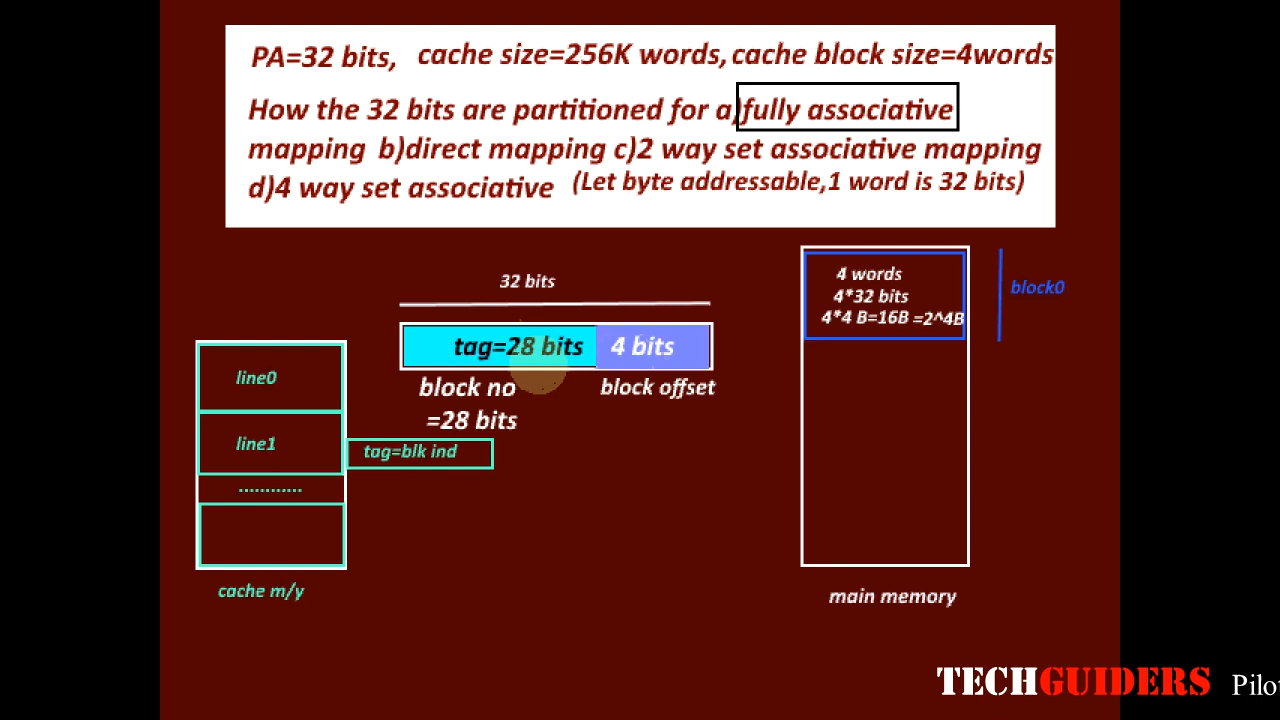 PA=32 bits, cache size=256K words, cache block size=4words
How the 32 bits are partitioned for a)fully associative
mapping b)direct mapping c)2 way set associative mapping
d)4 way set associative (Let byte addressable,1 word is 32 bits)
32 bits
tag=28 bits 4 bits
block no block offset
=28 bits
line0
line1
tag=blk ind
............
cache m/y
4 words
4*32 bits
4*4 B=16B =2^4B
block0
main memory
TECHGUIDERS Pilo